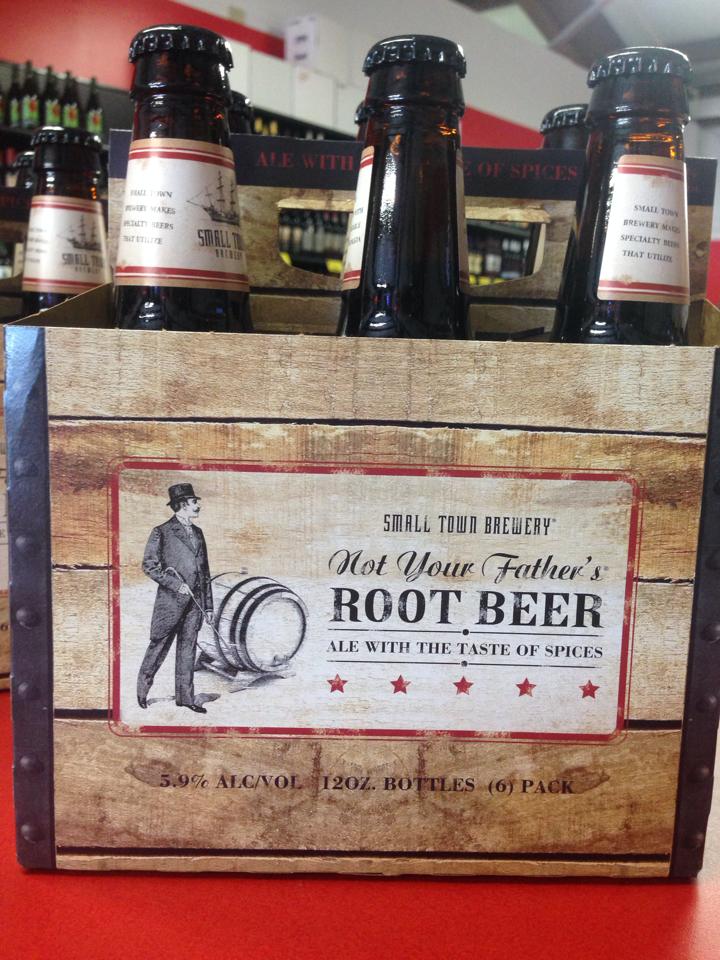 ALE WITH
E OF SPICES
SMALL TOWN
BREWERY MAKES
SPECIALTY BEERS
THAT UTILIZE
SMALL TO
BREWERY
SMALL TOWN
BREWERY MAKES
SPECIALTY BEERS
THAT UTILIZE
SMALL TOWN BREWERY
Not Your Father's
ROOT BEER
ALE WITH THE TASTE OF SPICES
5.9% ALC/VOL 12OZ. BOTTLES (6) PACK